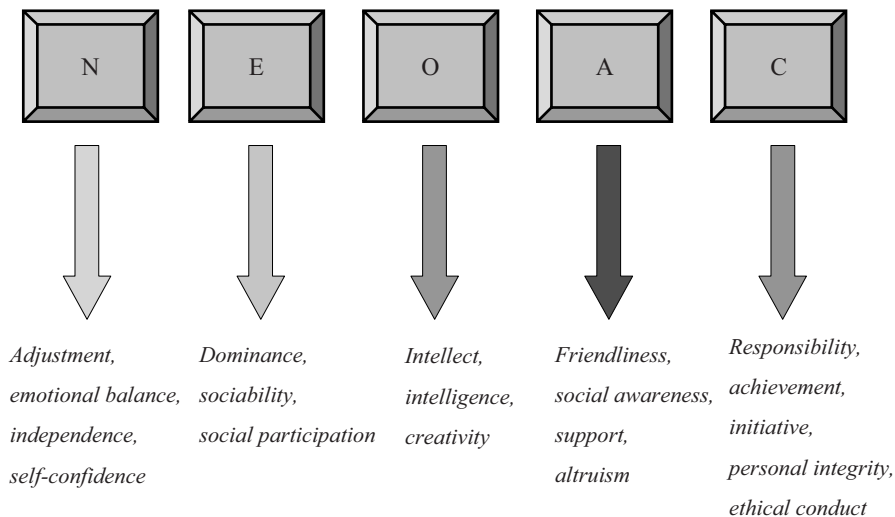 N
E
O
A
C
Adjustment,
emotional balance,
independence,
self-confidence
Dominance,
sociability,
social participation
Intellect,
intelligence,
creativity
Friendliness,
social awareness,
support,
altruism
Responsibility,
achievement,
initiative,
personal integrity,
ethical conduct